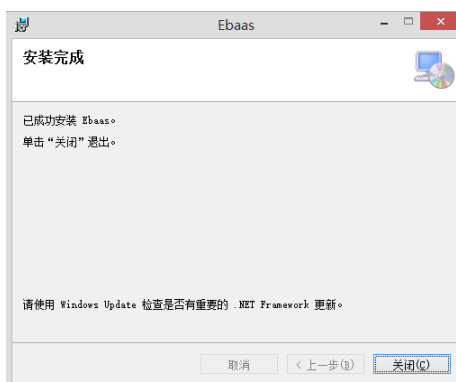 Ebaas
安装完成
已成功安装 Ebaas。
单击“关闭”退出。
请使用 Windows Update 检查是否有重要的 .NET Framework 更新。
取消
< 上一步(B)
关闭(C)